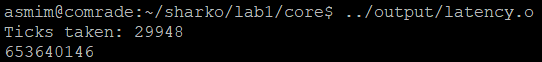 asmim@comrade:~/sharko/lab1/core$ ../output/latency.o
Ticks taken: 29948
653640146